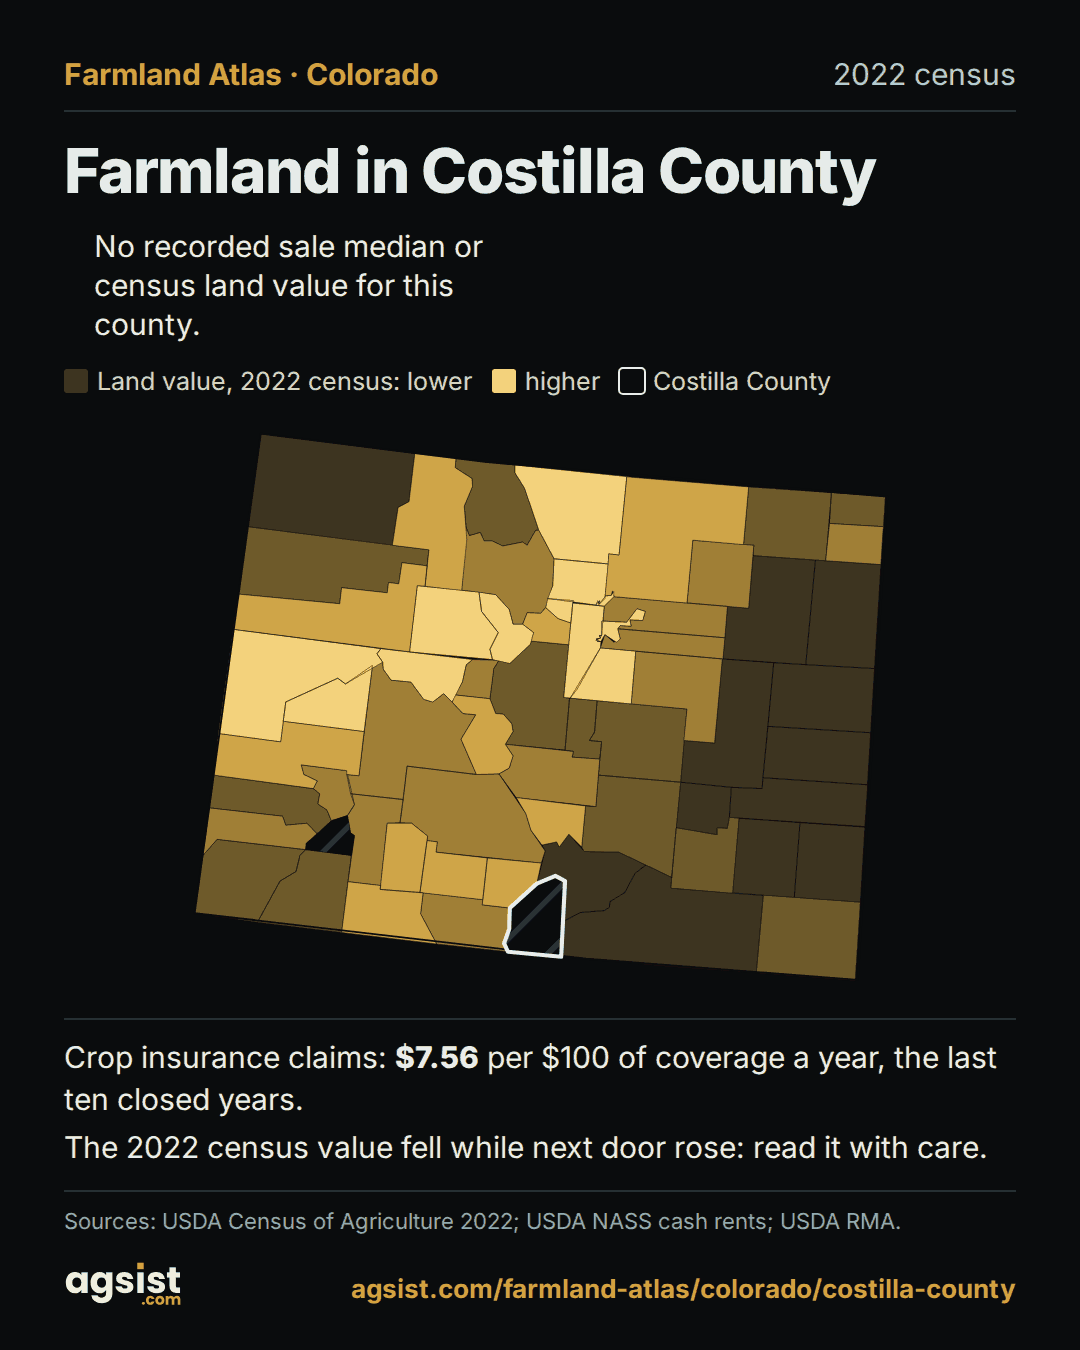 Farmland Atlas · Colorado
2022 census
Farmland in Costilla County
No recorded sale median or
census land value for this
county.
Land value, 2022 census: lower
higher
Costilla County
Crop insurance claims: $7.56 per $100 of coverage a year, the last
ten closed years.
The 2022 census value fell while next door rose: read it with care.
Sources: USDA Census of Agriculture 2022; USDA NASS cash rents; USDA RMA.
agsist
.com
agsist.com/farmland-atlas/colorado/costilla-county